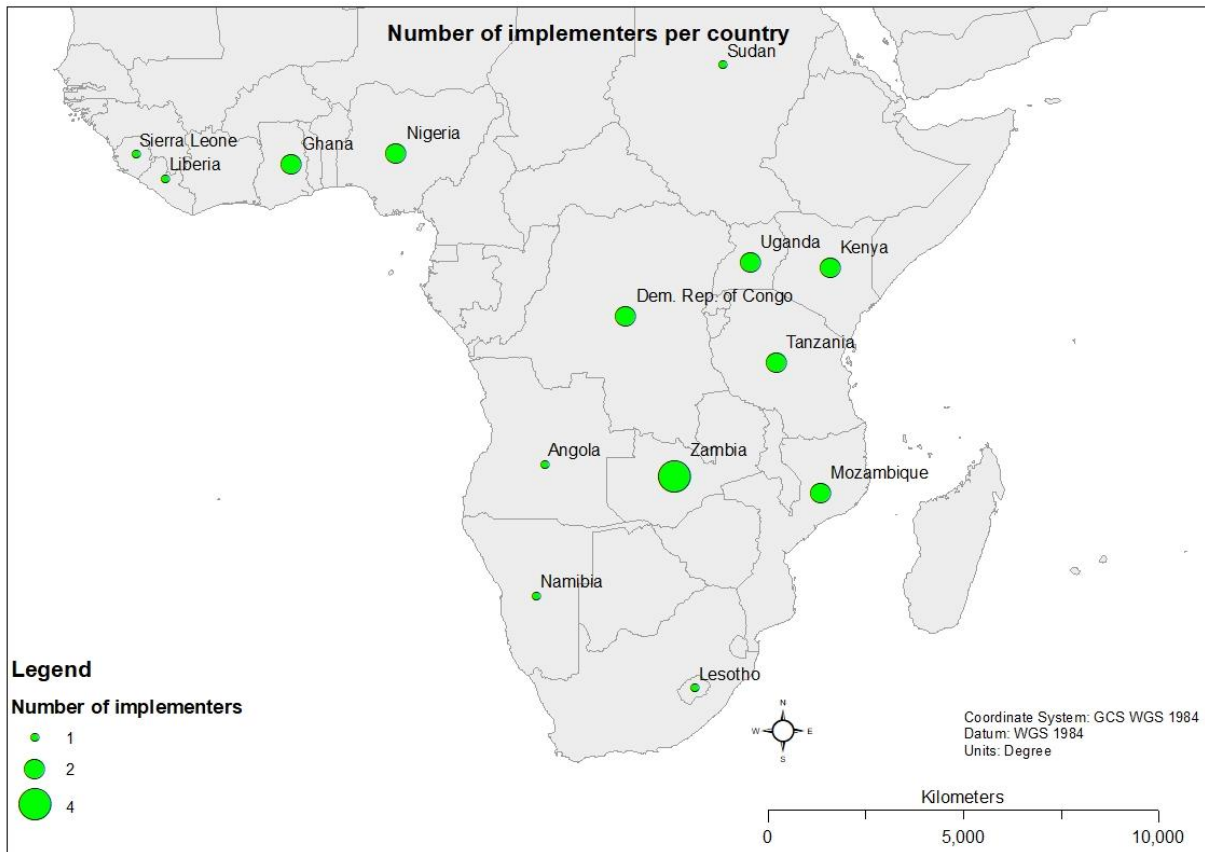 Number of implementers per country
Sudan
Sierra Leone
Liberia
Ghana
Nigeria
Uganda
Kenya
Dem. Rep. of Congo
Tanzania
Angola
Zambia
Mozambique
Namibia
Lesotho
Legend
Number of implementers
1
2
4
N
W
E
S
Coordinate System: GCS WGS 1984
Datum: WGS 1984
Units: Degree
Kilometers
0 5,000 10,000